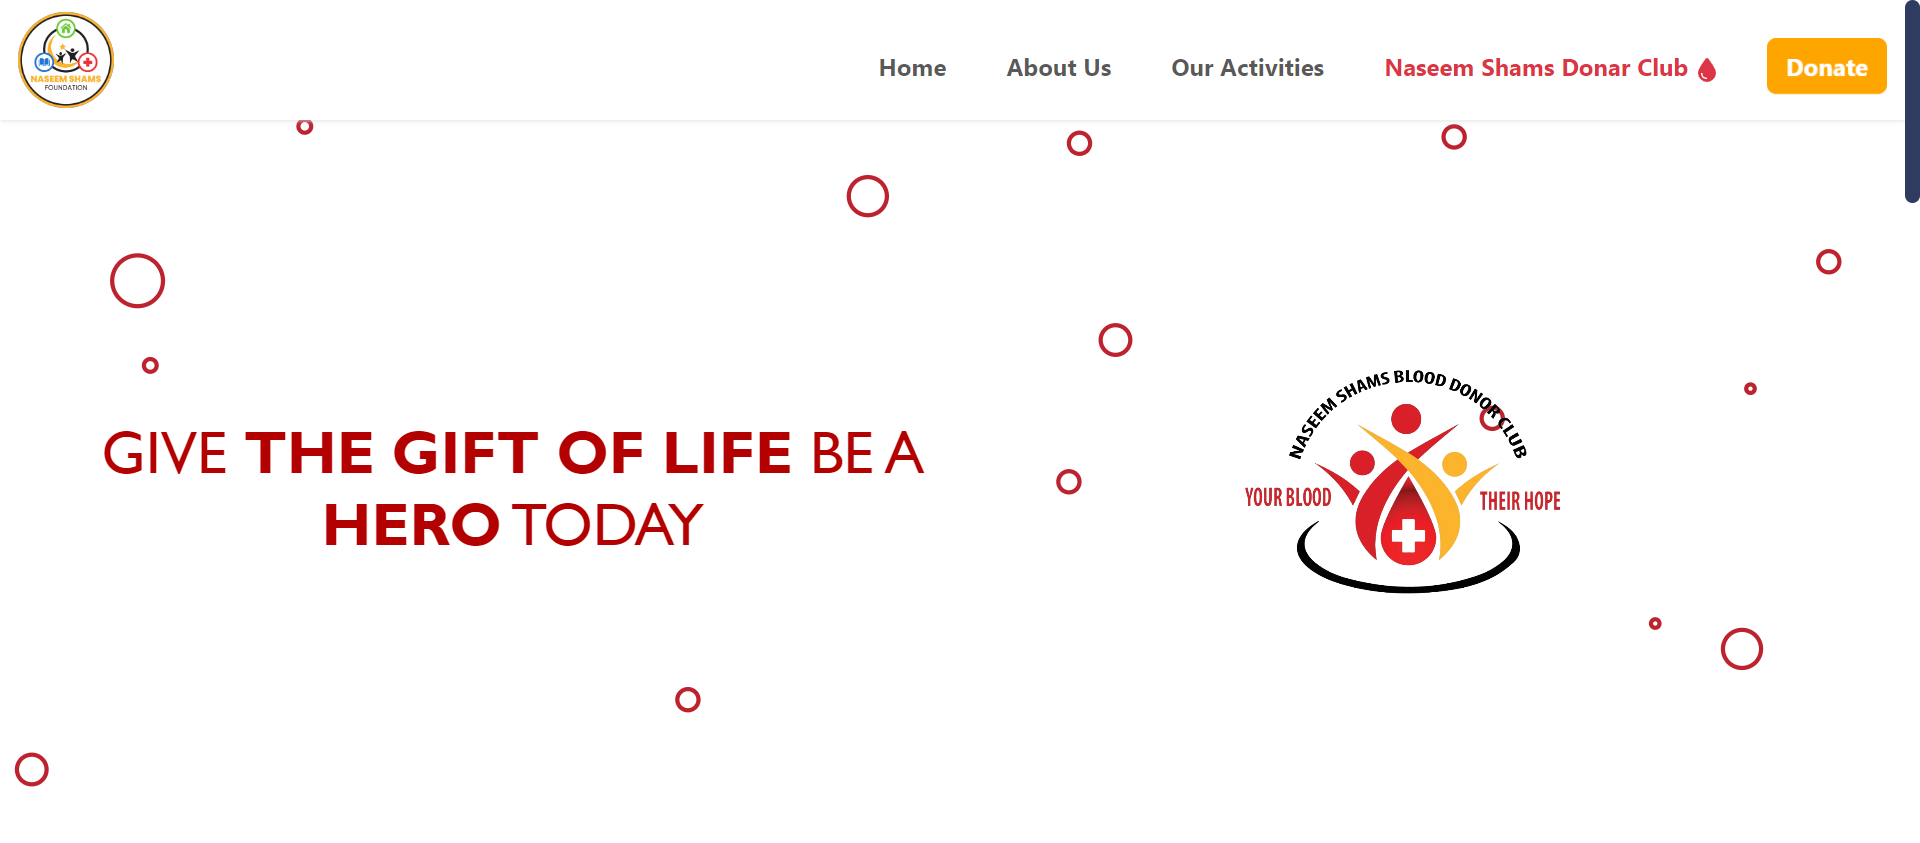 NASEEM SHAMS
FOUNDATION
Home
About Us
Our Activities
Naseem Shams Donar Club
Donate
GIVE THE GIFT OF LIFE BE A
HERO TODAY
NASEEM SHAMS BLOOD DONOR CLUB
YOUR BLOOD
THEIR HOPE